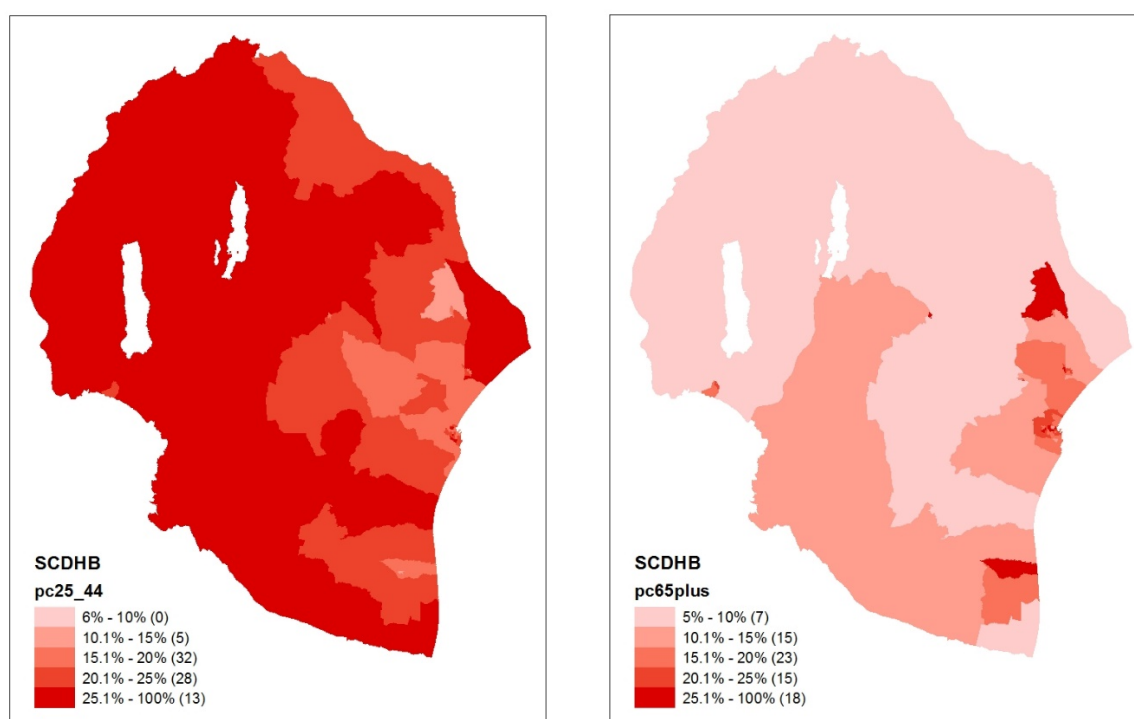 SCDHB
pc25_44
6% - 10% (0)
10.1% - 15% (5)
15.1% - 20% (32)
20.1% - 25% (28)
25.1% - 100% (13)
SCDHB
pc65plus
5% - 10% (7)
10.1% - 15% (15)
15.1% - 20% (23)
20.1% - 25% (15)
25.1% - 100% (18)